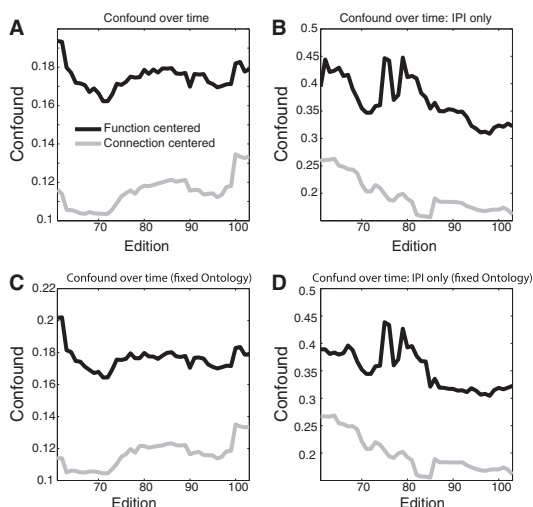 A
Confound over time
0.18
0.16
0.12
0.1
Confound
Function centered
Connection centered
70
80
90
100
Edition
B
Confound over time: IPI only
0.5
0.45
0.4
0.35
0.3
0.25
0.2
Confound
70
80
90
100
Edition
C
Confound over time (fixed Ontology)
0.22
0.2
0.18
0.16
0.14
0.12
0.1
Confound
70
80
90
100
Edition
D
Confund over time: IPI only (fixed Ontology)
0.5
0.45
0.4
0.35
0.3
0.25
0.2
Confound
70
80
90
100
Edition